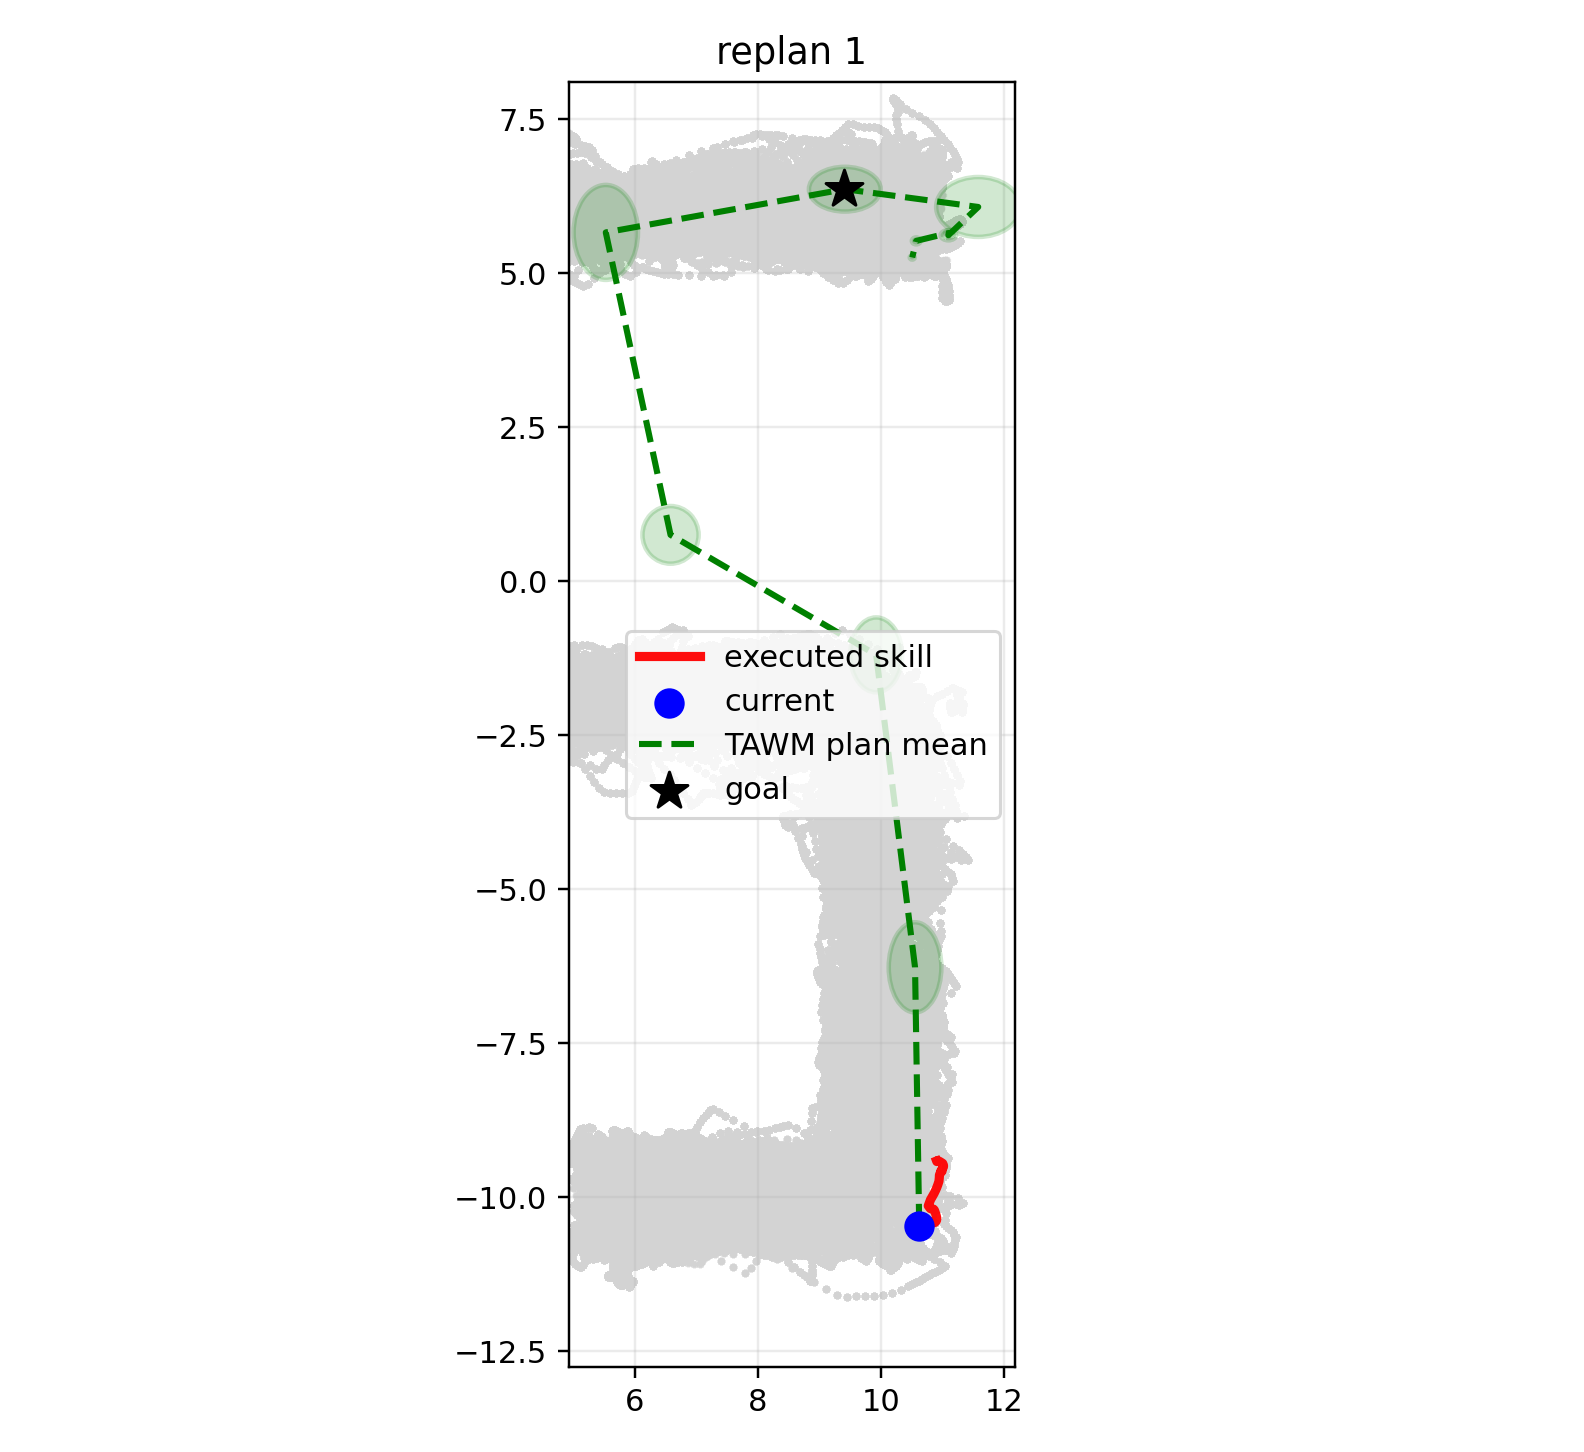 replan 1
7.5
5.0
2.5
0.0
−2.5
−5.0
−7.5
−10.0
−12.5
executed skill
current
TAWM plan mean
goal
6 8 10 12